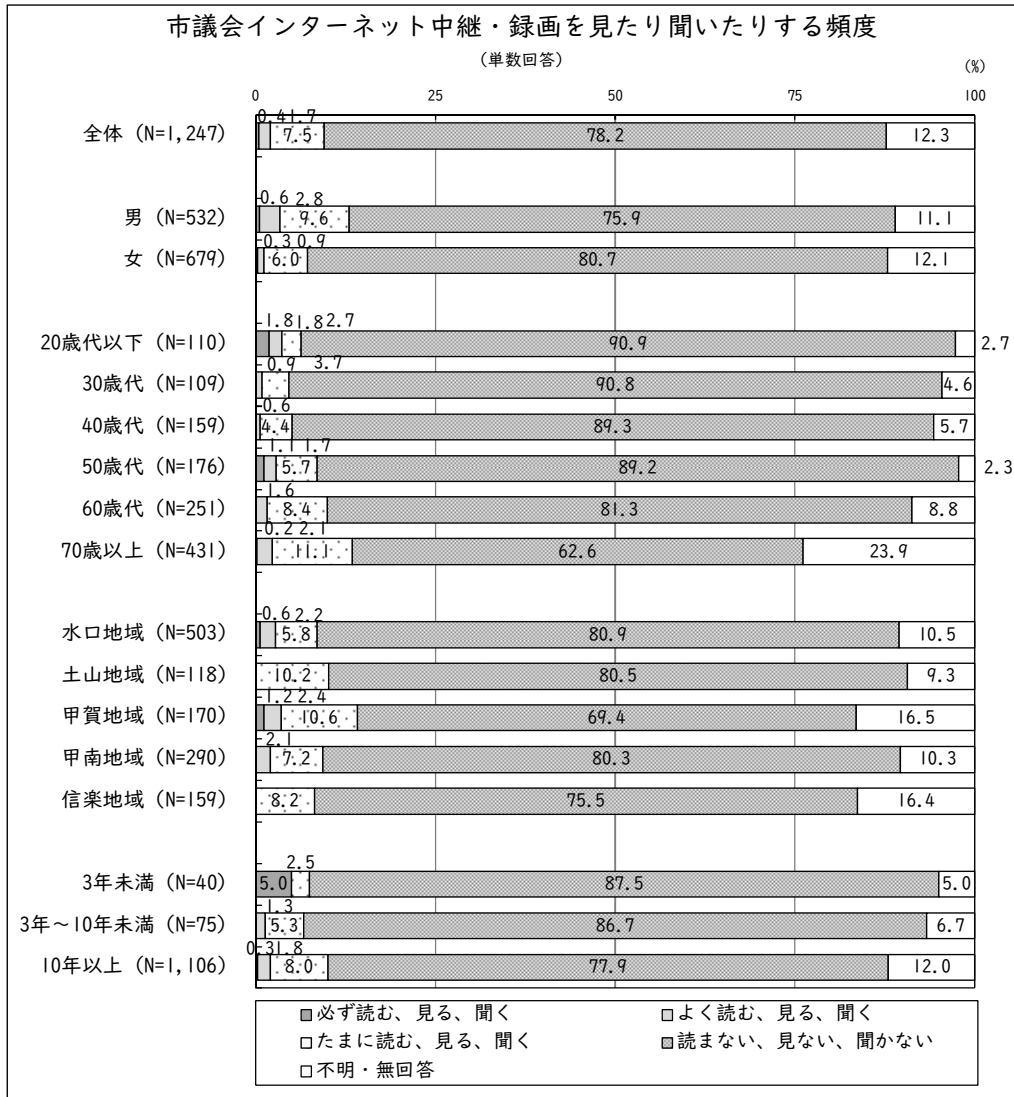 市議会インターネット中継・録画を見たり聞いたりする頻度
(単数回答)
(%)
0 25 50 75 100
全体 (N=1,247) 0.4 1.7 7.5 78.2 12.3
男 (N=532) 0.6 2.8 9.6 75.9 11.1
女 (N=679) 0.3 0.9 6.0 80.7 12.1
20歳代以下 (N=110) 1.8 1.8 2.7 90.9 2.7
30歳代 (N=109) 0.9 3.7 90.8 4.6
40歳代 (N=159) 0.6 4.4 89.3 5.7
50歳代 (N=176) 1.1 1.7 5.7 89.2 2.3
60歳代 (N=251) 1.6 8.4 81.3 8.8
70歳以上 (N=431) 0.2 2.1 11.1 62.6 23.9
水口地域 (N=503) 0.6 2.2 5.8 80.9 10.5
土山地域 (N=118) 10.2 80.5 9.3
甲賀地域 (N=170) 1.2 2.4 10.6 69.4 16.5
甲南地域 (N=290) 2.1 7.2 80.3 10.3
信楽地域 (N=159) 8.2 75.5 16.4
3年未満 (N=40) 5.0 2.5 87.5 5.0
3年～10年未満 (N=75) 1.3 5.3 86.7 6.7
10年以上 (N=1,106) 0.3 1.8 8.0 77.9 12.0
必ず読む、見る、聞く よく読む、見る、聞く
たまに読む、見る、聞く 読まない、見ない、聞かない
不明・無回答